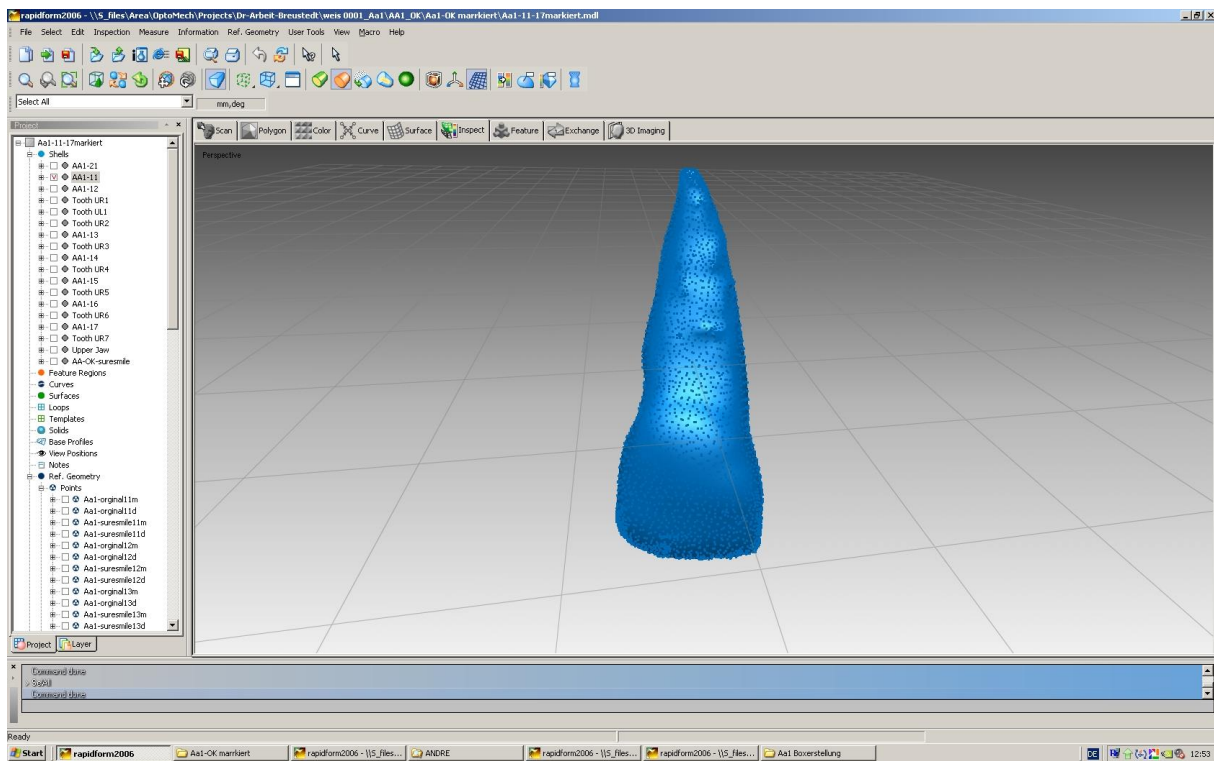 rapidform2006 - \\S_files\Area\OptoMech\Projects\Dr-Arbeit-Breustedt\weis 0001_Aa1\AA1_OK\Aa1-OK marrkiert\Aa1-11-17markiert.mdl
File Select Edit Inspection Measure Information Ref. Geometry User Tools View Macro Help
Select All
mm,deg
Project
Scan Polygon Color Curve Surface Inspect Feature Exchange 3D Imaging
Perspective
Aa1-11-17markiert
Shells
AA1-21
AA1-11
AA1-12
Tooth UR1
Tooth UL1
Tooth UR2
AA1-13
Tooth UR3
AA1-14
Tooth UR4
AA1-15
Tooth UR5
AA1-16
Tooth UR6
AA1-17
Tooth UR7
Upper Jaw
AA-OK-suresmile
Feature Regions
Curves
Surfaces
Loops
Templates
Solids
Base Profiles
View Positions
Notes
Ref. Geometry
Points
Aa1-orginal11m
Aa1-orginal11d
Aa1-suresmile11m
Aa1-suresmile11d
Aa1-orginal12m
Aa1-orginal12d
Aa1-suresmile12m
Aa1-suresmile12d
Aa1-orginal13m
Aa1-orginal13d
Aa1-suresmile13m
Aa1-suresmile13d
Project Layer
Command done
> SelAll
Command done
Ready
Start rapidform2006 Aa1-OK marrkiert rapidform2006 - \\S_files... ANDRE rapidform2006 - \\S_files... rapidform2006 - \\S_files... Aa1 Boxerstellung DE 12:53